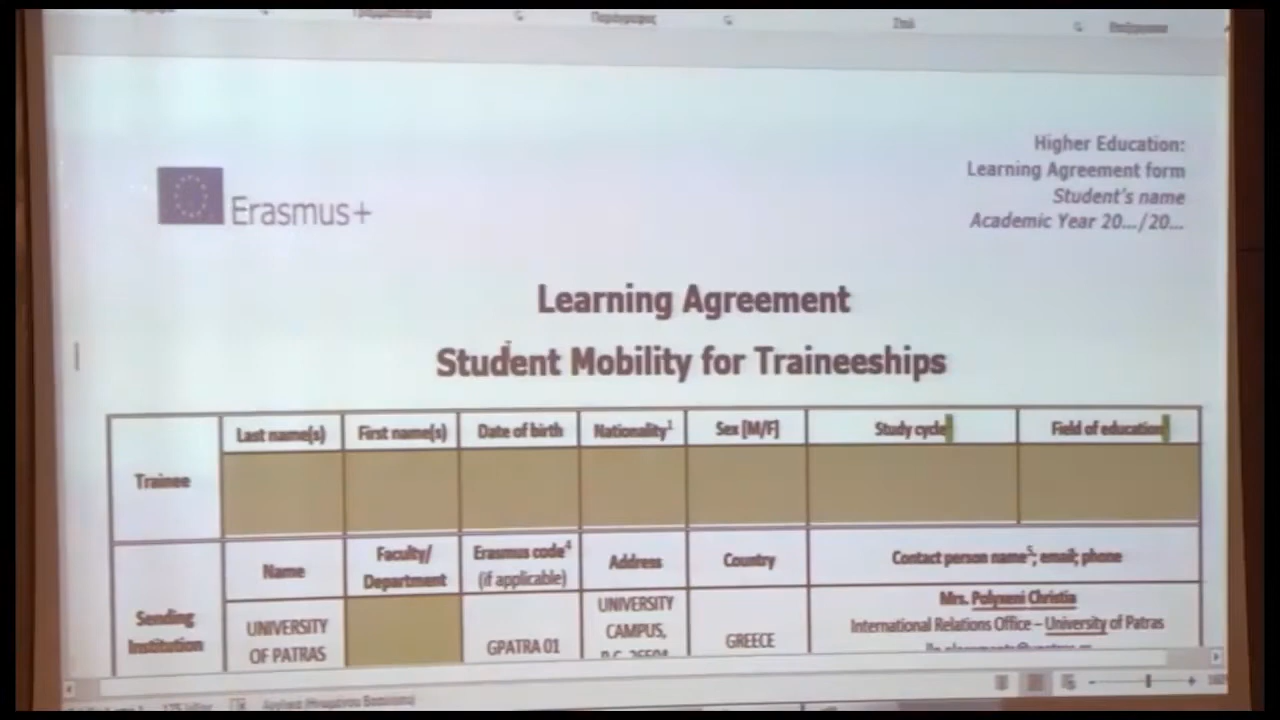 Higher Education:
Learning Agreement form
Student's name
Academic Year 20.../20...
Erasmus+
Learning Agreement
Student Mobility for Traineeships
Trainee
Last name(s)
First name(s)
Date of birth
Nationality1
Sex [M/F]
Study cycle
Field of education
Sending
Institution
Name
Faculty/
Department
Erasmus code4
(if applicable)
Address
Country
Contact person name5; email; phone
UNIVERSITY
OF PATRAS
GPATRA 01
UNIVERSITY
CAMPUS,
GREECE
Mrs. Polyxeni Christia
International Relations Office – University of Patras